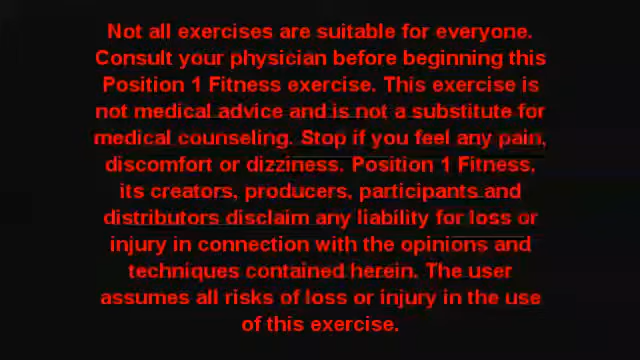 Not all exercises are suitable for everyone.
Consult your physician before beginning this
Position 1 Fitness exercise. This exercise is
not medical advice and is not a substitute for
medical counseling. Stop if you feel any pain,
discomfort or dizziness. Position 1 Fitness,
its creators, producers, participants and
distributors disclaim any liability for loss or
injury in connection with the opinions and
techniques contained herein. The user
assumes all risks of loss or injury in the use
of this exercise.